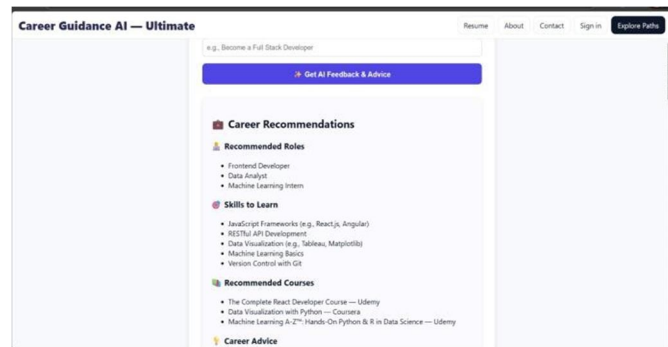 Career Guidance AI — Ultimate
Resume
About
Contact
Sign in
Explore Paths
e.g., Become a Full Stack Developer
✨ Get AI Feedback & Advice
💼 Career Recommendations
Recommended Roles
• Frontend Developer
• Data Analyst
• Machine Learning Intern
🎯 Skills to Learn
• JavaScript Frameworks (e.g., React.js, Angular)
• RESTful API Development
• Data Visualization (e.g., Tableau, Matplotlib)
• Machine Learning Basics
• Version Control with Git
📚 Recommended Courses
• The Complete React Developer Course — Udemy
• Data Visualization with Python — Coursera
• Machine Learning A-Z™: Hands-On Python & R in Data Science — Udemy
💡 Career Advice